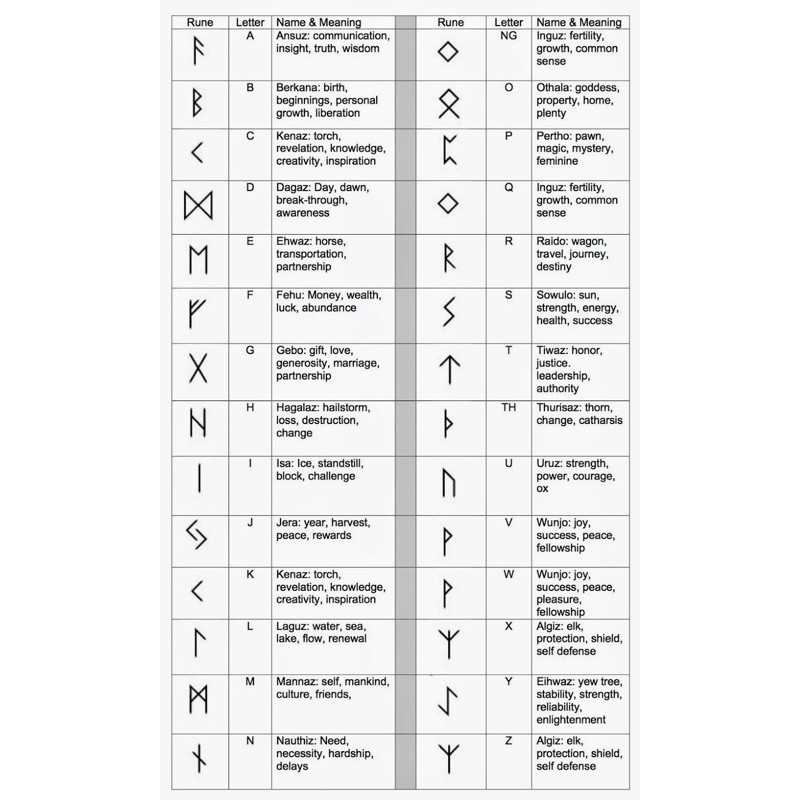 Rune Letter Name & Meaning
ᚨ A Ansuz: communication,
insight, truth, wisdom
ᛒ B Berkana: birth,
beginnings, personal
growth, liberation
ᚲ C Kenaz: torch,
revelation, knowledge,
creativity, inspiration
ᛞ D Dagaz: Day, dawn,
break-through,
awareness
ᛖ E Ehwaz: horse,
transportation,
partnership
ᚠ F Fehu: Money, wealth,
luck, abundance
ᚷ G Gebo: gift, love,
generosity, marriage,
partnership
ᚺ H Hagalaz: hailstorm,
loss, destruction,
change
ᛁ I Isa: Ice, standstill,
block, challenge
ᛃ J Jera: year, harvest,
peace, rewards
ᚲ K Kenaz: torch,
revelation, knowledge,
creativity, inspiration
ᛚ L Laguz: water, sea,
lake, flow, renewal
ᛗ M Mannaz: self, mankind,
culture, friends,
ᚾ N Nauthiz: Need,
necessity, hardship,
delays
Rune Letter Name & Meaning
ᛜ NG Inguz: fertility,
growth, common
sense
ᛟ O Othala: goddess,
property, home,
plenty
ᛈ P Pertho: pawn,
magic, mystery,
feminine
ᛜ Q Inguz: fertility,
growth, common
sense
ᚱ R Raido: wagon,
travel, journey,
destiny
ᛊ S Sowulo: sun,
strength, energy,
health, success
ᛏ T Tiwaz: honor,
justice.
leadership,
authority
ᚦ TH Thurisaz: thorn,
change, catharsis
ᚢ U Uruz: strength,
power, courage,
ox
ᚹ V Wunjo: joy,
success, peace,
fellowship
ᚹ W Wunjo: joy,
success, peace,
pleasure,
fellowship
ᛉ X Algiz: elk,
protection, shield,
self defense
ᛇ Y Eihwaz: yew tree,
stability, strength,
reliability,
enlightenment
ᛉ Z Algiz: elk,
protection, shield,
self defense